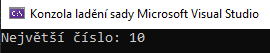 Konzola ladění sady Microsoft Visual Studio
Největší číslo: 10